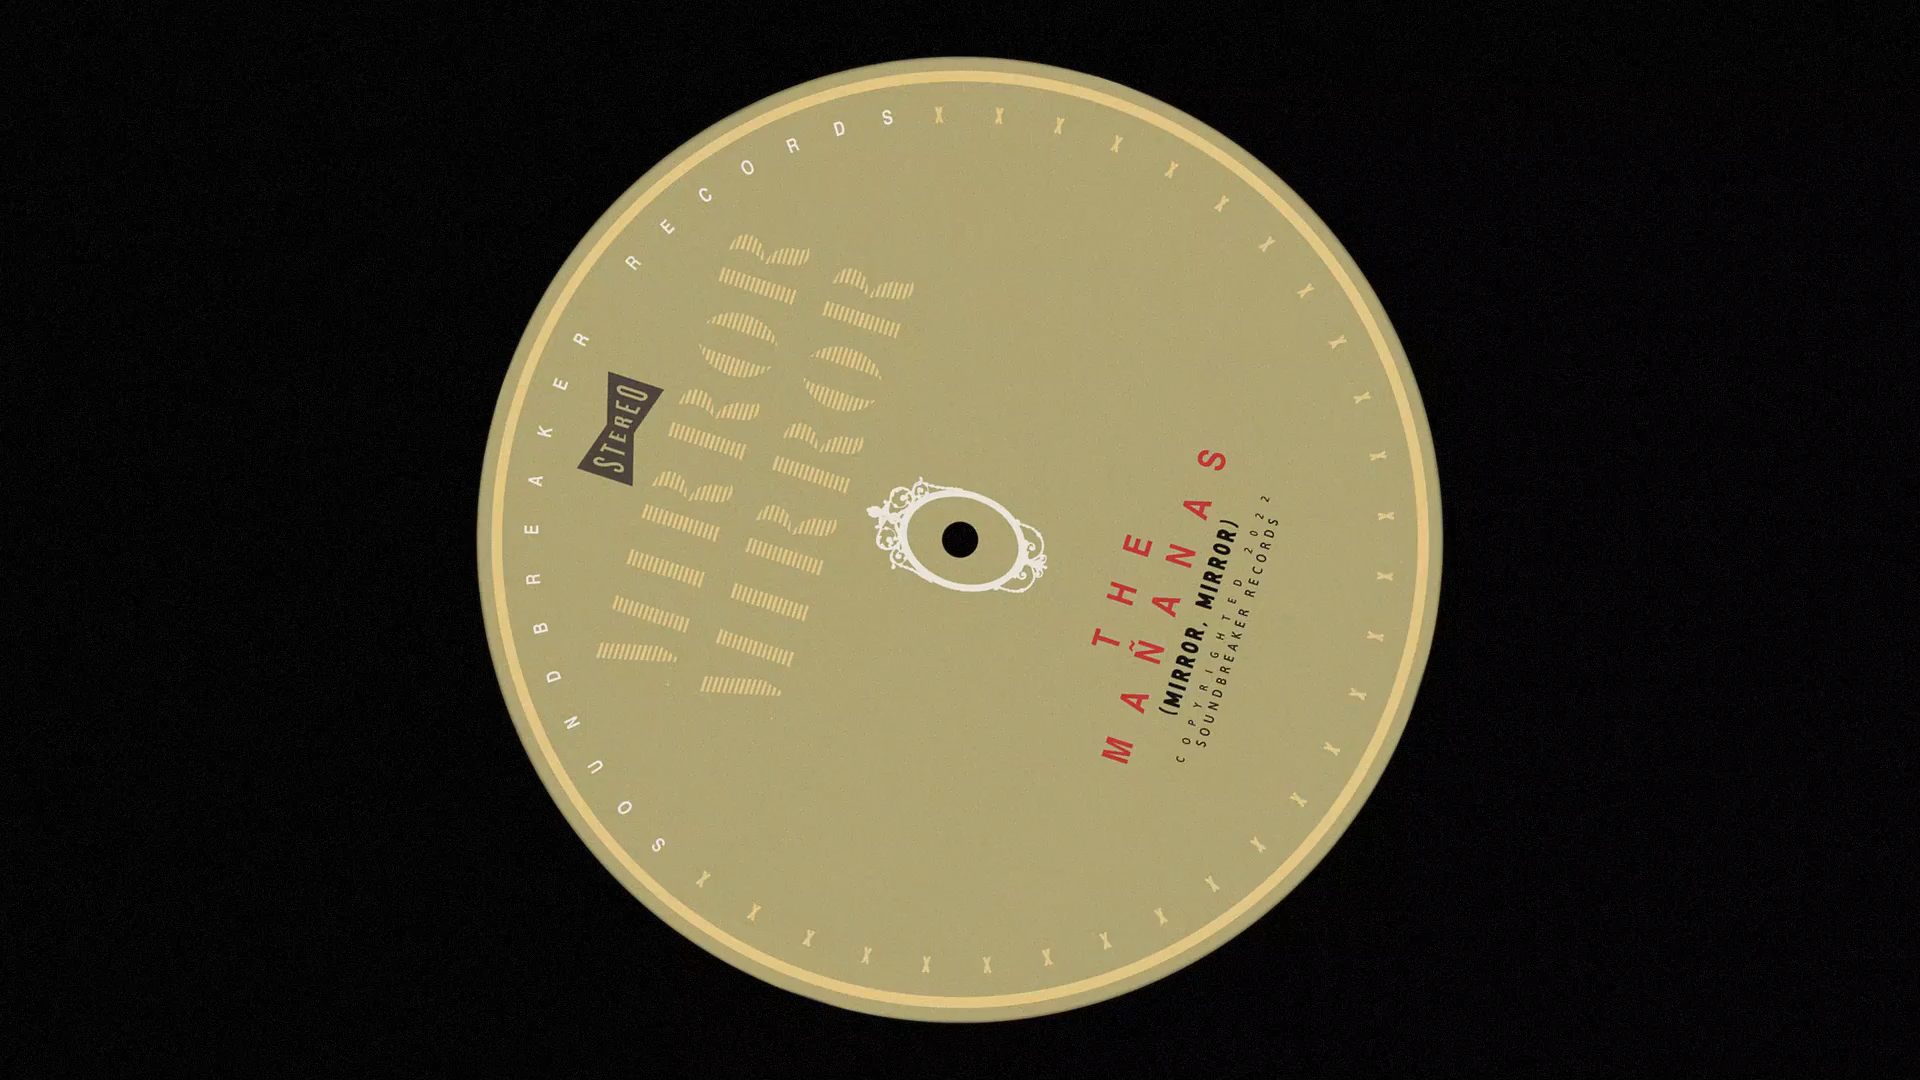 SOUNDBREAKER RECORDS
STEREO
MIRROR
MIRROR
THE
MAÑANAS
(MIRROR, MIRROR)
COPYRIGHTED 2022
SOUNDBREAKER RECORDS